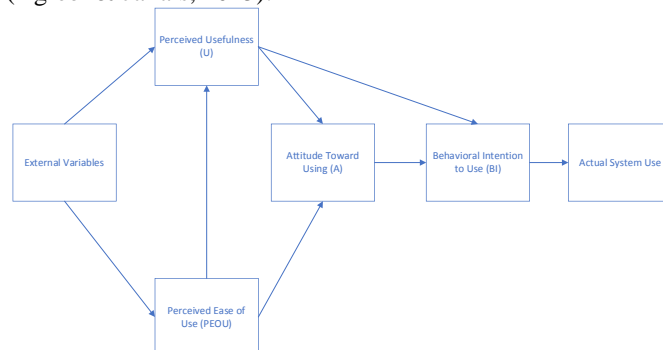 Perceived Usefulness
(U)
External Variables
Attitude Toward
Using (A)
Behavioral Intention
to Use (BI)
Actual System Use
Perceived Ease of
Use (PEOU)